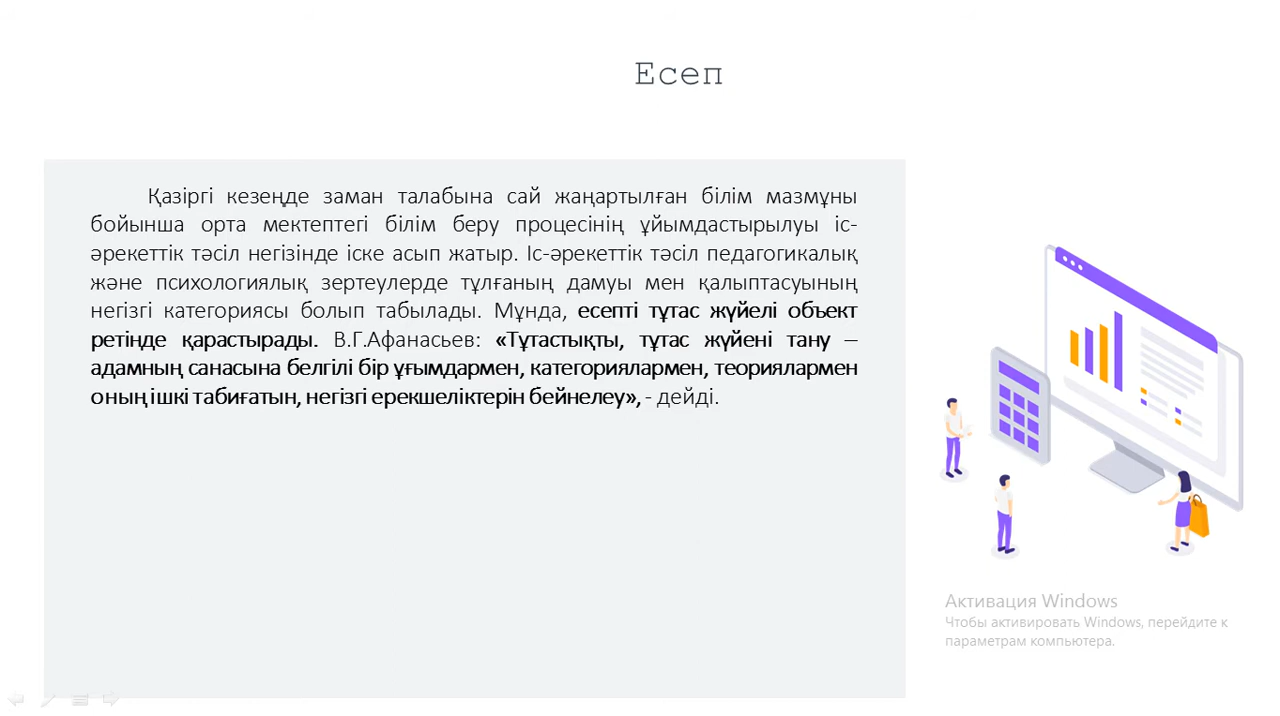 Есеп
Қазіргі кезеңде заман талабына сай жаңартылған білім мазмұны
бойынша орта мектептегі білім беру процесінің ұйымдастырылуы іс-
әрекеттік тәсіл негізінде іске асып жатыр. Іс-әрекеттік тәсіл педагогикалық
және психологиялық зертеулерде тұлғаның дамуы мен қалыптасуының
негізгі категориясы болып табылады. Мұнда, есепті тұтас жүйелі объект
ретінде қарастырады. В.Г.Афанасьев: «Тұтастықты, тұтас жүйені тану –
адамның санасына белгілі бір ұғымдармен, категориялармен, теориялармен
оның ішкі табиғатын, негізгі ерекшеліктерін бейнелеу», - дейді.
Активация Windows
Чтобы активировать Windows, перейдите к
параметрам компьютера.